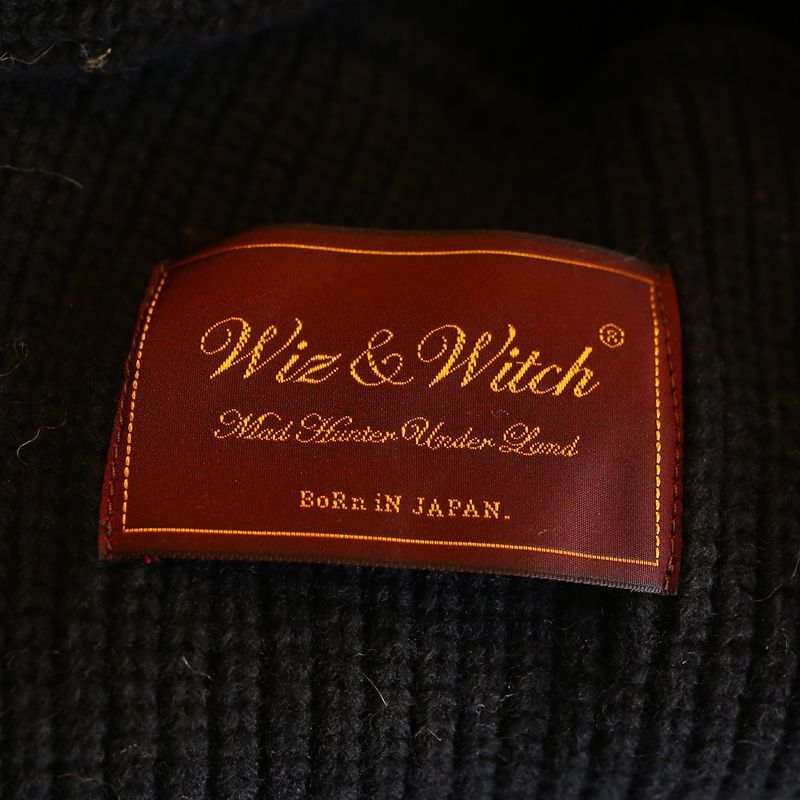 Wiz & Witch®
Mad Hunter Under Land
BoRn iN JAPAN.